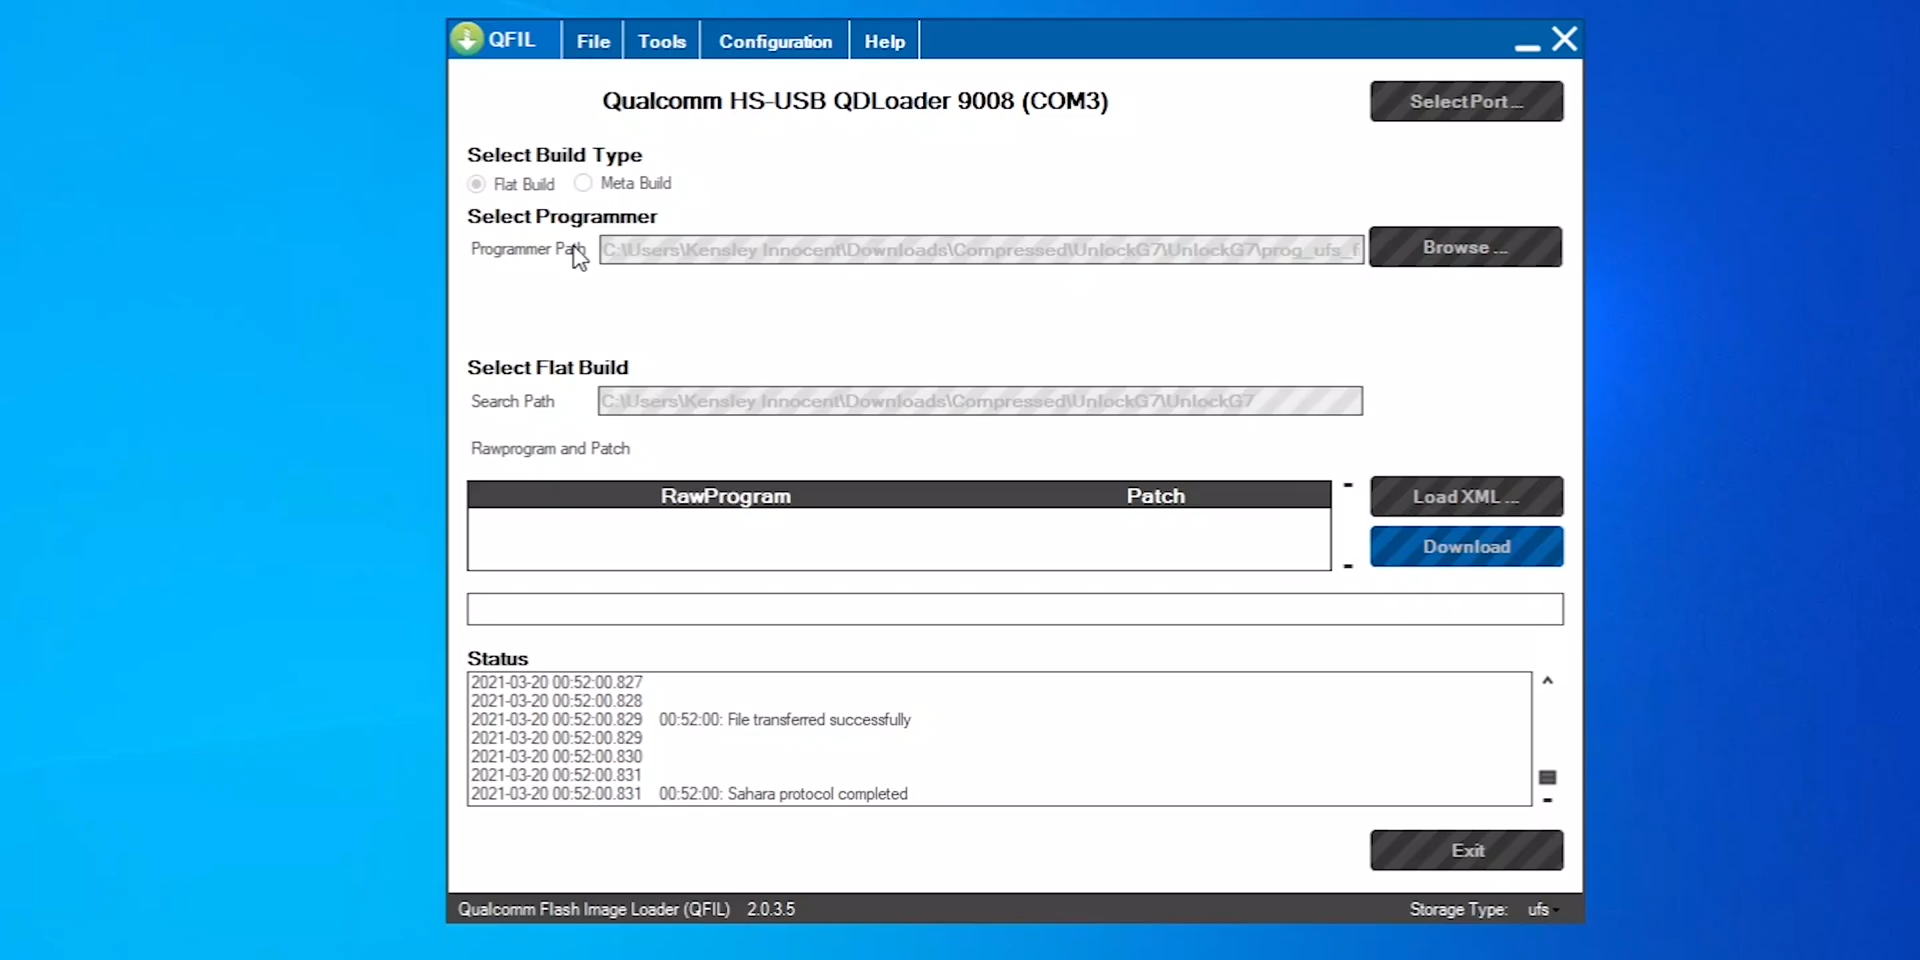 QFIL File Tools Configuration Help
Qualcomm HS-USB QDLoader 9008 (COM3) Select Port ...
Select Build Type
Flat Build Meta Build
Select Programmer
Programmer Path C:\Users\Kensley Innocent\Downloads\Compressed\UnlockG7\UnlockG7\prog_ufs_f Browse ...
Select Flat Build
Search Path C:\Users\Kensley Innocent\Downloads\Compressed\UnlockG7\UnlockG7
Rawprogram and Patch
RawProgram Patch Load XML ...
Download
Status
2021-03-20 00:52:00.827
2021-03-20 00:52:00.828
2021-03-20 00:52:00.829 00:52:00: File transferred successfully
2021-03-20 00:52:00.829
2021-03-20 00:52:00.830
2021-03-20 00:52:00.831
2021-03-20 00:52:00.831 00:52:00: Sahara protocol completed
Exit
Qualcomm Flash Image Loader (QFIL) 2.0.3.5 Storage Type: ufs